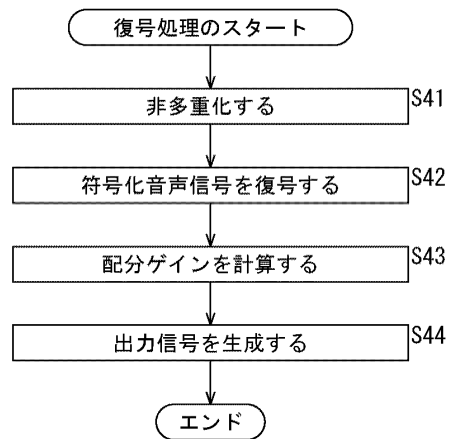 復号処理のスタート
非多重化する S41
符号化音声信号を復号する S42
配分ゲインを計算する S43
出力信号を生成する S44
エンド